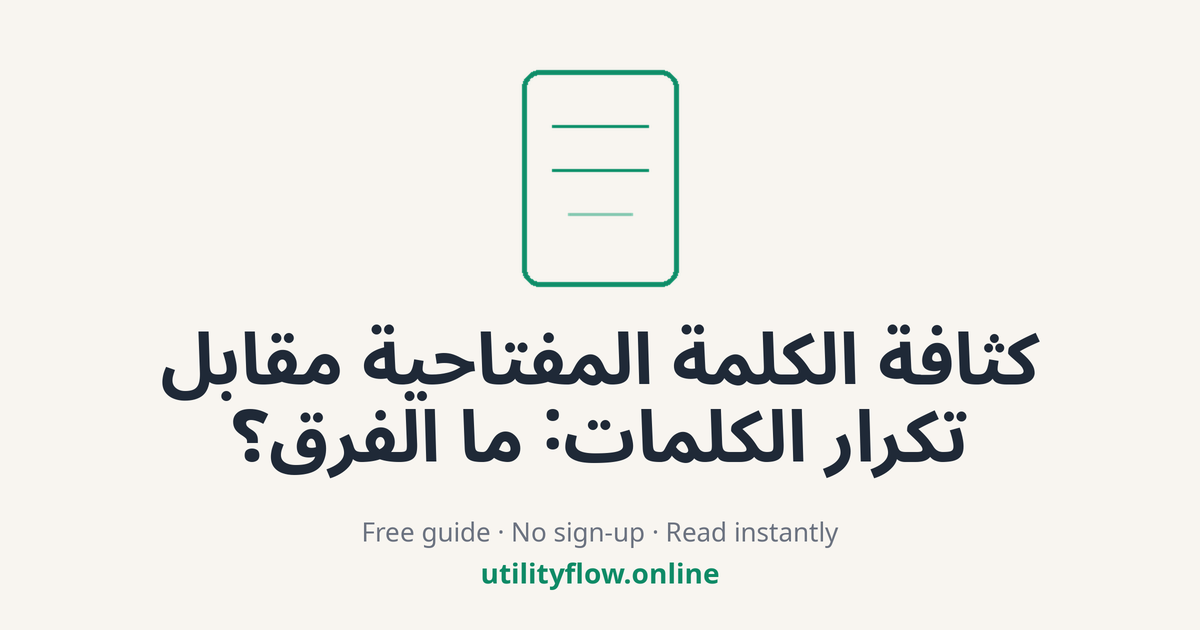 كثافة الكلمة المفتاحية مقابل
تكرار الكلمات: ما الفرق؟
Free guide · No sign-up · Read instantly
utilityflow.online